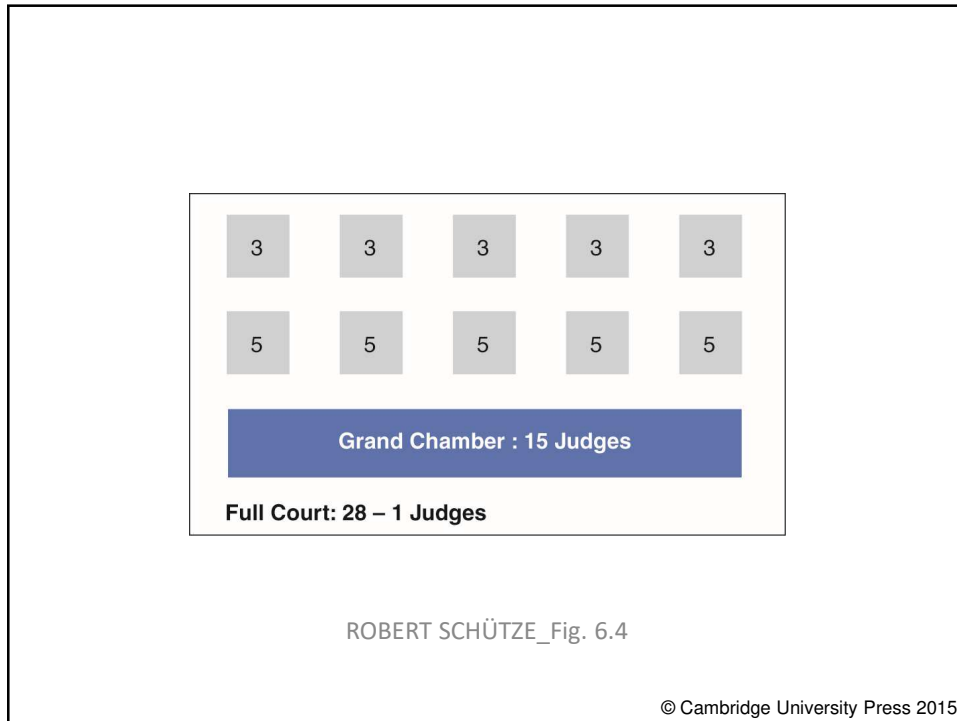 3 3 3 3 3
5 5 5 5 5
Grand Chamber : 15 Judges
Full Court: 28 – 1 Judges
ROBERT SCHÜTZE_Fig. 6.4
© Cambridge University Press 2015